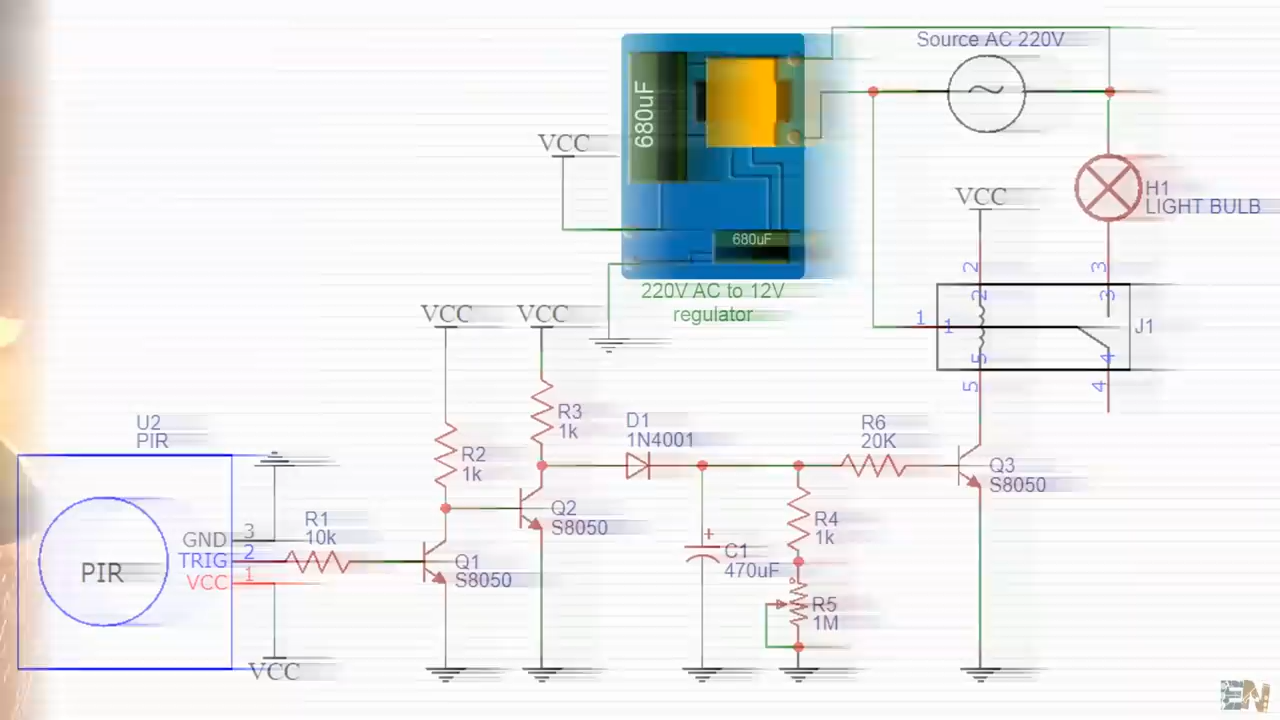 Source AC 220V
680uF
VCC
H1
LIGHT BULB
VCC
680uF
220V AC to 12V
regulator
2
3
2
3
1
1
J1
5
4
5
4
VCC
VCC
R3
1k
D1
1N4001
R6
20K
U2
PIR
R2
1k
Q3
S8050
Q2
S8050
R4
1k
GND
3
R1
10k
TRIG
2
PIR
VCC
1
Q1
S8050
+
C1
470uF
R5
1M
VCC
EN